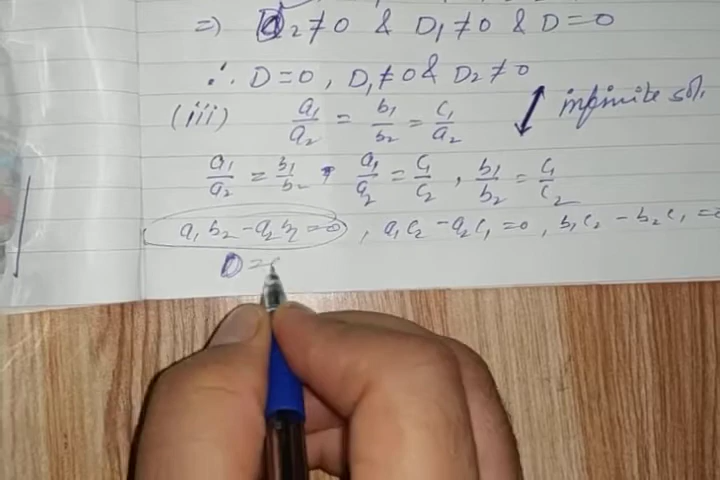 ⇒) D₂ ≠ 0 & D₁ ≠ 0 & D = 0
∴ D = 0, D₁ ≠ 0 & D₂ ≠ 0
(iii) a₁/a₂ = b₁/b₂ = c₁/a₂ infinite sol.
a₁/a₂ = b₁/b₂, a₁/a₂ = c₁/c₂, b₁/b₂ = c₁/c₂
a₁b₂ - a₂b₁ = 0, a₁c₂ - a₂c₁ = 0, b₁c₂ - b₂c₁ =
D =